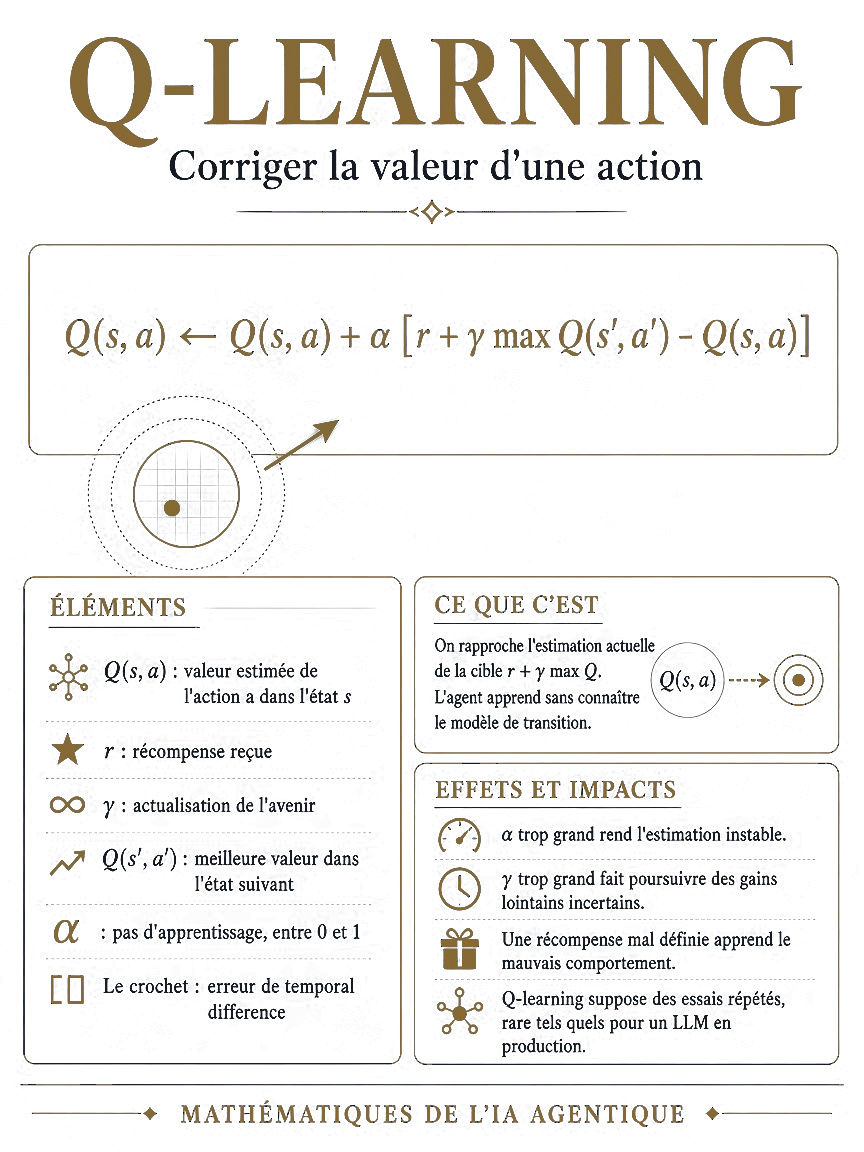 Q-LEARNING
Corriger la valeur d'une action
Q(s, a) ← Q(s, a) + α [r + γ max Q(s′, a′) – Q(s, a)]
ÉLÉMENTS
Q(s, a) : valeur estimée de
l'action a dans l'état s
r : récompense reçue
γ : actualisation de l'avenir
Q(s′, a′) : meilleure valeur dans
l'état suivant
α : pas d'apprentissage, entre 0 et 1
Le crochet : erreur de temporal
difference
CE QUE C'EST
On rapproche l'estimation actuelle
de la cible r + γ max Q.
L'agent apprend sans connaître
le modèle de transition.
Q(s, a)
EFFETS ET IMPACTS
α trop grand rend l'estimation instable.
γ trop grand fait poursuivre des gains
lointains incertains.
Une récompense mal définie apprend le
mauvais comportement.
Q-learning suppose des essais répétés,
rare tels quels pour un LLM en
production.
MATHÉMATIQUES DE L'IA AGENTIQUE